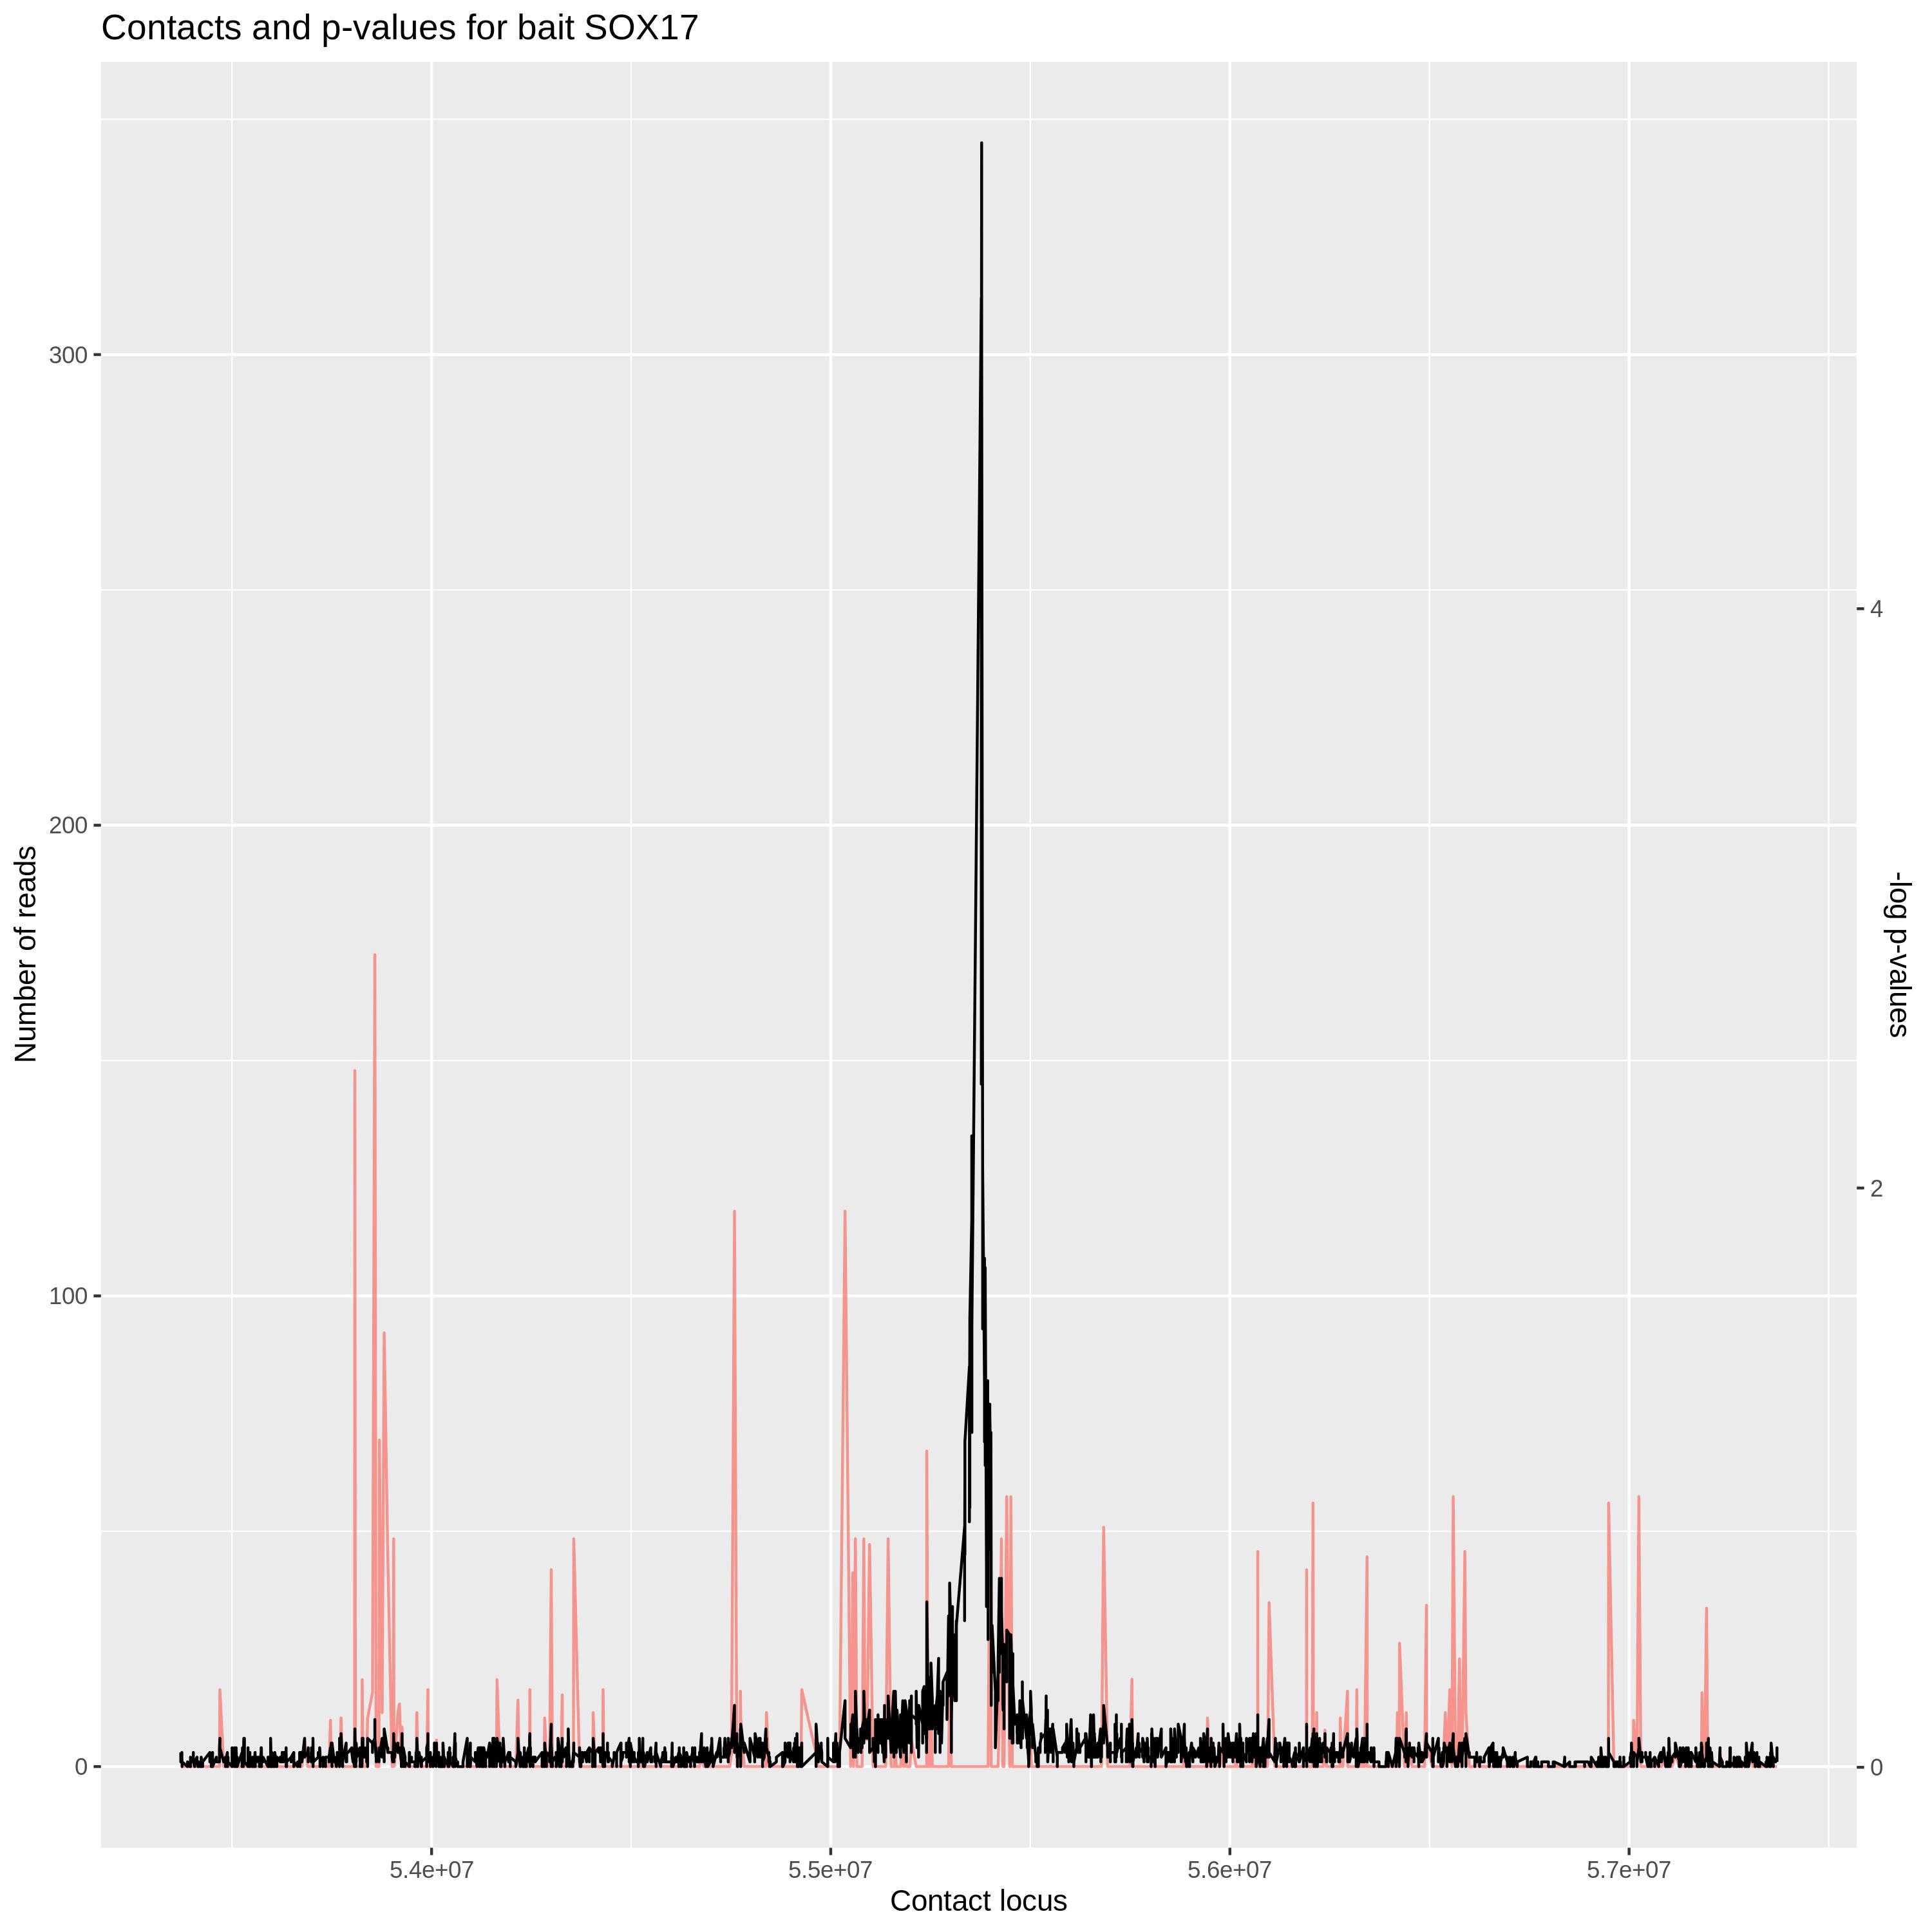 Contacts and p-values for bait SOX17
300
200
100
0
Number of reads
4
2
0
-log p-values
5.4e+07 5.5e+07 5.6e+07 5.7e+07
Contact locus